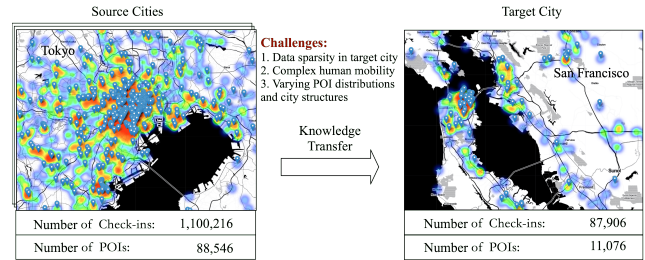 Source Cities
Target City
Tokyo
San Francisco
Challenges:
1. Data sparsity in target city
2. Complex human mobility
3. Varying POI distributions
and city structures
Knowledge
Transfer
Number of Check-ins: 1,100,216
Number of POIs: 88,546
Number of Check-ins: 87,906
Number of POIs: 11,076